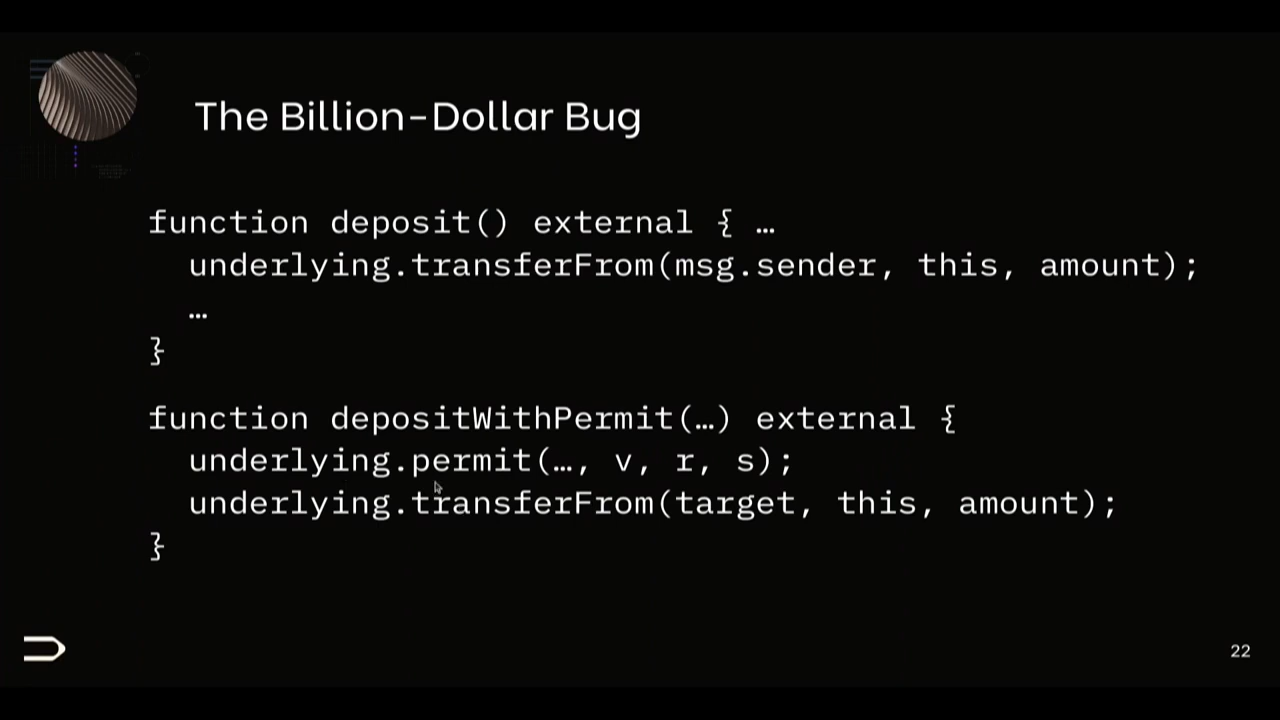 The Billion-Dollar Bug
function deposit() external { …
underlying.transferFrom(msg.sender, this, amount);
…
}
function depositWithPermit(…) external {
underlying.permit(…, v, r, s);
underlying.transferFrom(target, this, amount);
}
22